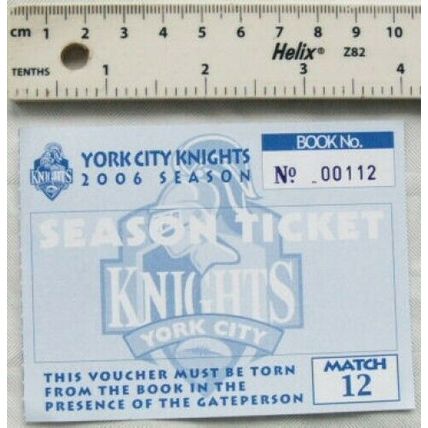 cm 1 2 3 4 5 6 7 8 9 10
Helix® Z82
TENTHS 1 2 3 4
KNIGHTS
YORK CITY KNIGHTS
2006 SEASON
BOOK No.
No 00112
SEASON TICKET
KNIGHTS
YORK CITY
THIS VOUCHER MUST BE TORN
FROM THE BOOK IN THE
PRESENCE OF THE GATEPERSON
MATCH
12